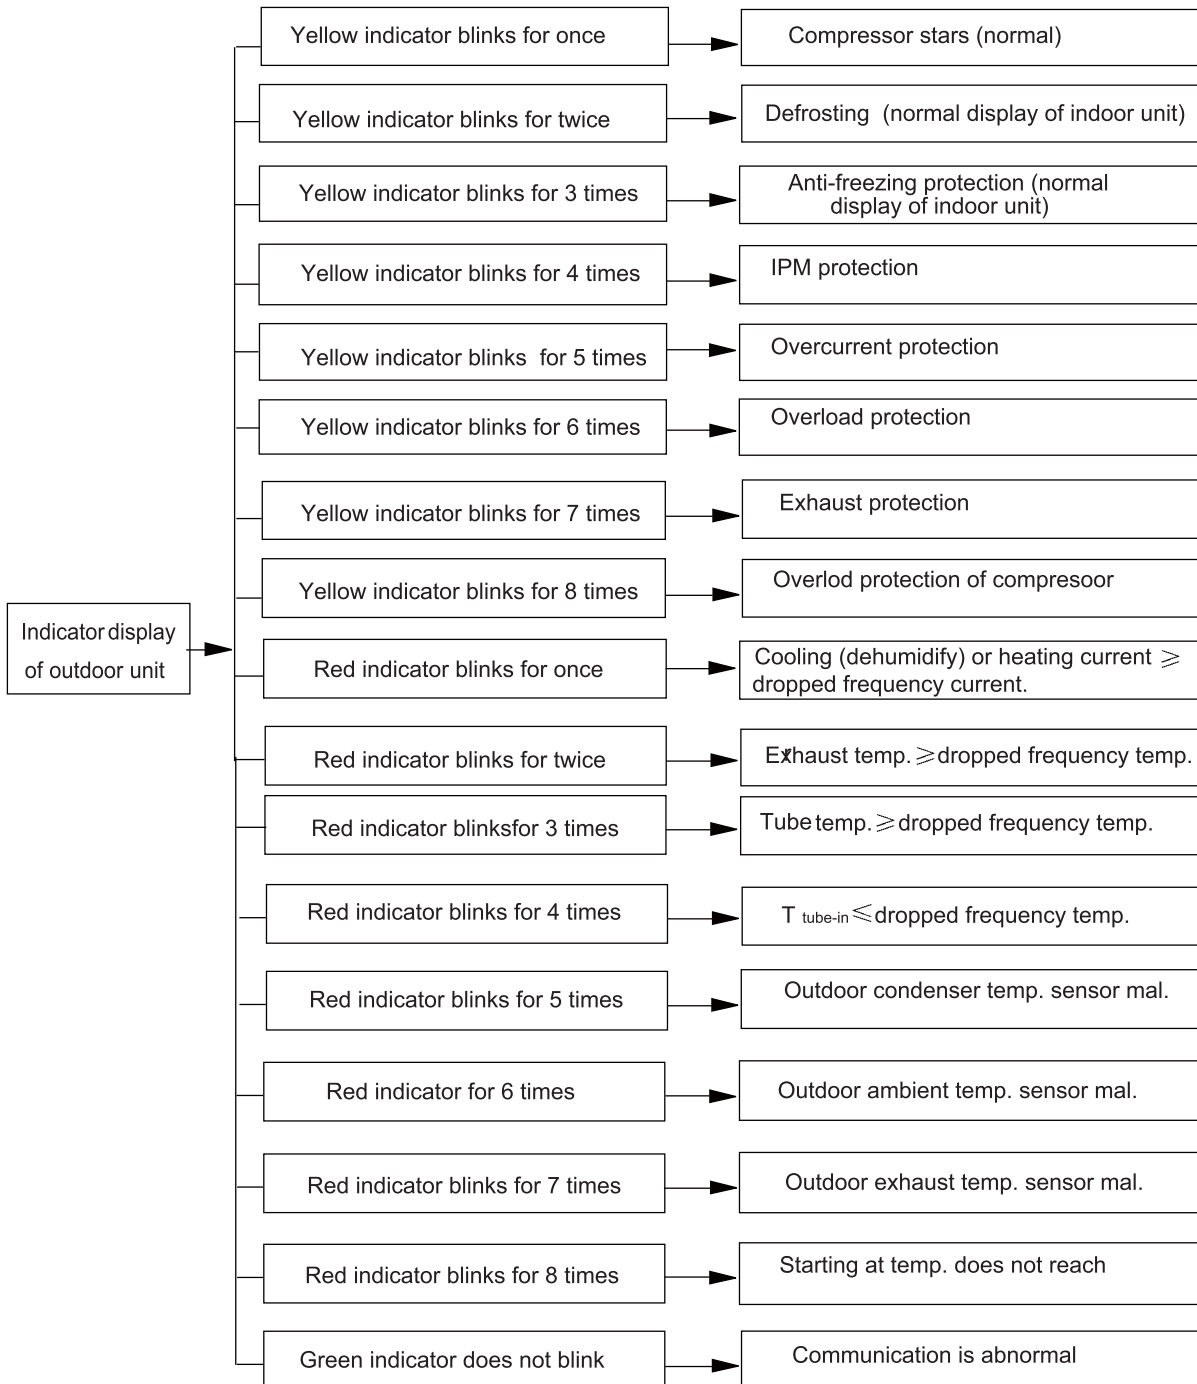 Yellow indicator blinks for once
Compressor stars (normal)
Yellow indicator blinks for twice
Defrosting (normal display of indoor unit)
Yellow indicator blinks for 3 times
Anti-freezing protection (normal
display of indoor unit)
Yellow indicator blinks for 4 times
IPM protection
Yellow indicator blinks for 5 times
Overcurrent protection
Yellow indicator blinks for 6 times
Overload protection
Yellow indicator blinks for 7 times
Exhaust protection
Yellow indicator blinks for 8 times
Overlod protection of compresoor
Indicator display
of outdoor unit
Red indicator blinks for once
Cooling (dehumidify) or heating current ≥
dropped frequency current.
Red indicator blinks for twice
Exhaust temp. ≥dropped frequency temp.
Red indicator blinksfor 3 times
Tube temp. ≥dropped frequency temp.
Red indicator blinks for 4 times
T tube-in ≤dropped frequency temp.
Red indicator blinks for 5 times
Outdoor condenser temp. sensor mal.
Red indicator for 6 times
Outdoor ambient temp. sensor mal.
Red indicator blinks for 7 times
Outdoor exhaust temp. sensor mal.
Red indicator blinks for 8 times
Starting at temp. does not reach
Green indicator does not blink
Communication is abnormal